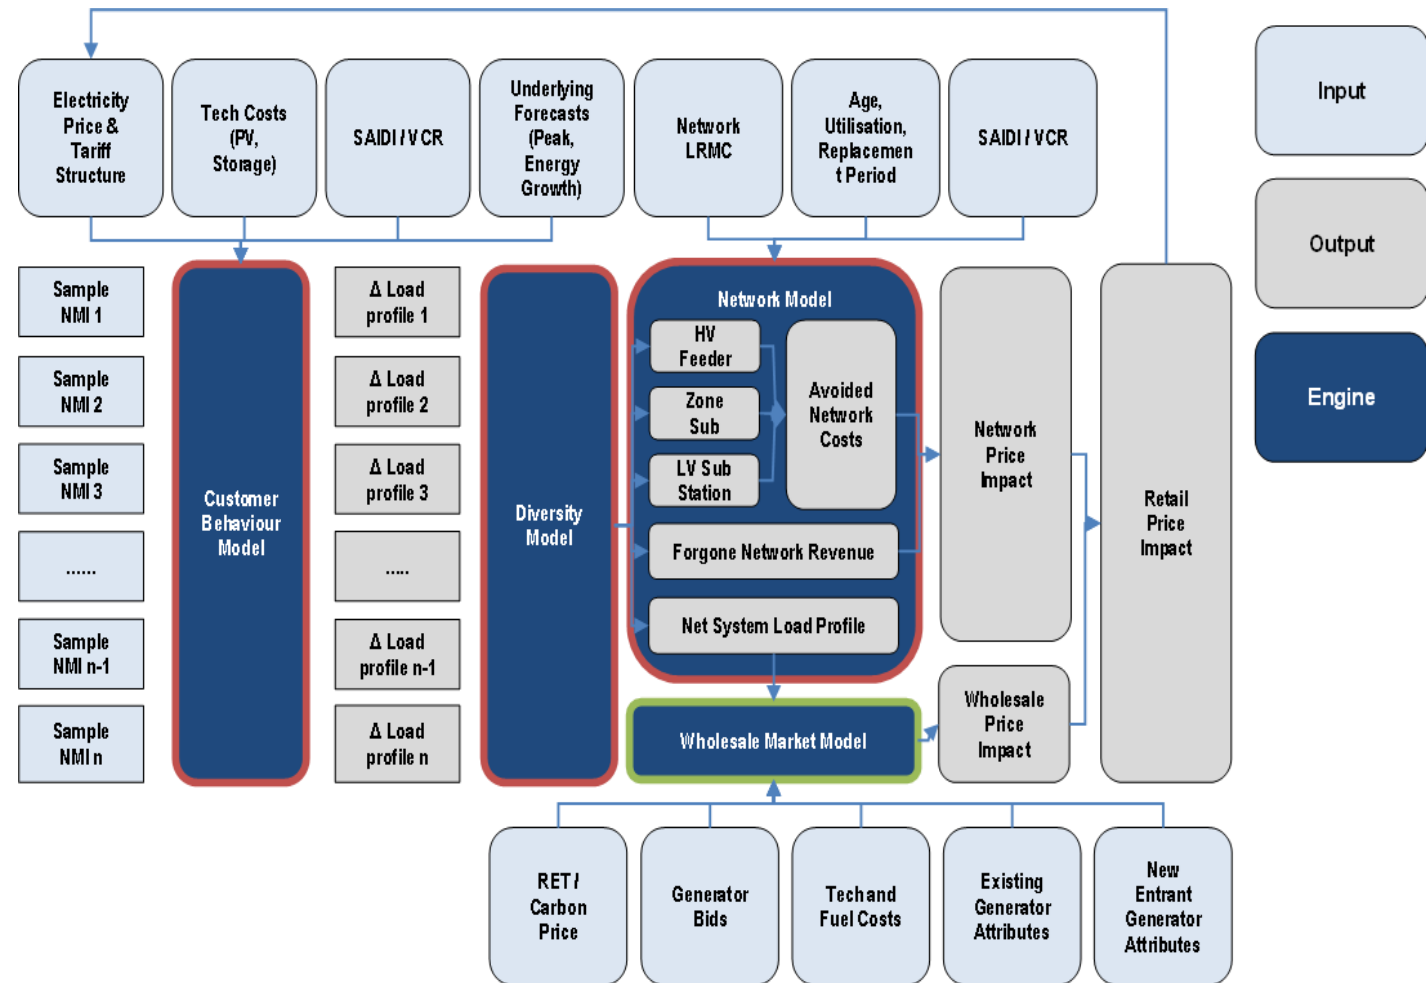 Electricity
Price &
Tariff
Structure
Tech Costs
(PV,
Storage)
SAIDI / VCR
Underlying
Forecasts
(Peak,
Energy
Growth)
Network
LRMC
Age,
Utilisation,
Replacemen
t Period
SAIDI / VCR
Input
Output
Engine
Sample
NMI 1
Sample
NMI 2
Sample
NMI 3
......
Sample
NMI n-1
Sample
NMI n
Customer
Behaviour
Model
Δ Load
profile 1
Δ Load
profile 2
Δ Load
profile 3
.....
Δ Load
profile n-1
Δ Load
profile n
Diversity
Model
Network Model
HV
Feeder
Zone
Sub
LV Sub
Station
Avoided
Network
Costs
Forgone Network Revenue
Net System Load Profile
Wholesale Market Model
Network
Price
Impact
Wholesale
Price
Impact
Retail
Price
Impact
RET /
Carbon
Price
Generator
Bids
Tech and
Fuel Costs
Existing
Generator
Attributes
New
Entrant
Generator
Attributes